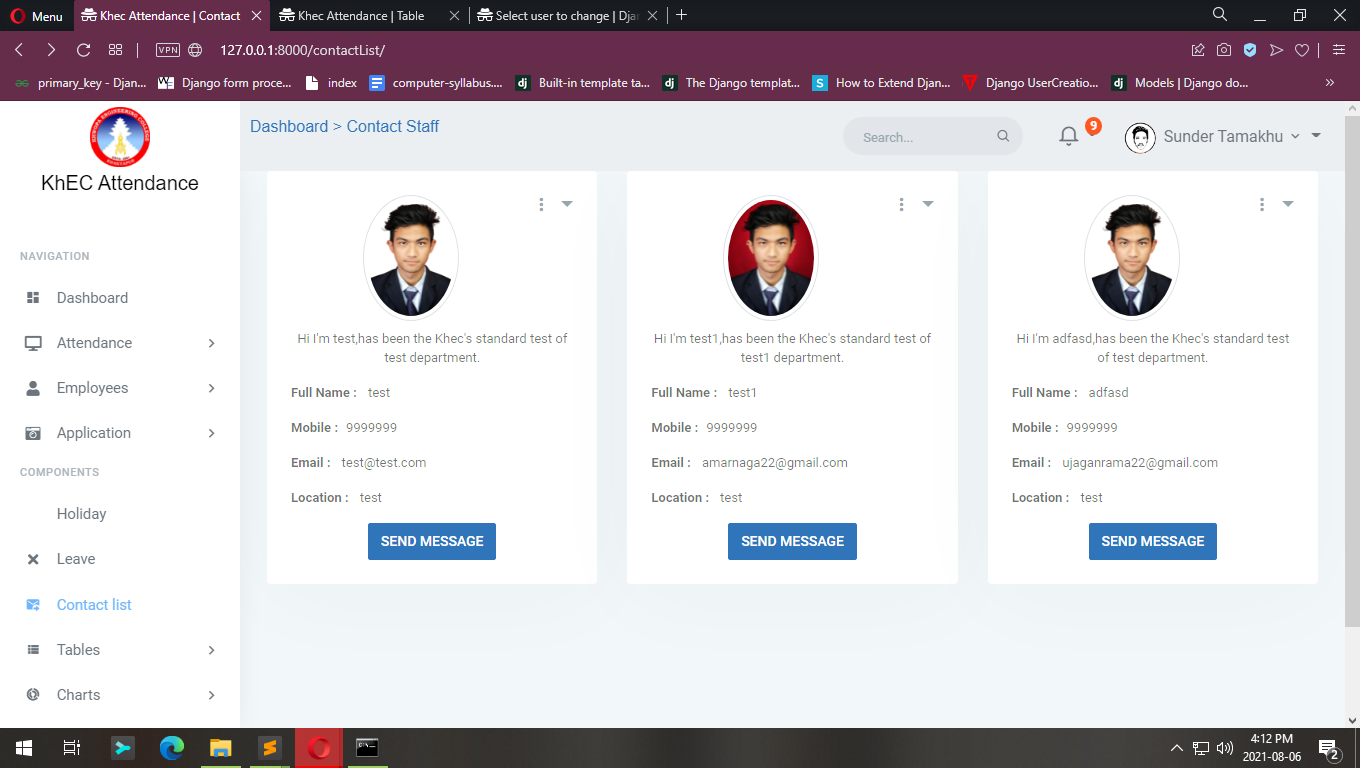 Menu
Khec Attendance | Contact
Khec Attendance | Table
Select user to change | Djan
VPN
127.0.0.1:8000/contactList/
primary_key - Djan...
Django form proce...
index
computer-syllabus....
Built-in template ta...
The Django templat...
How to Extend Djan...
Django UserCreatio...
Models | Django do...
KhEC Attendance
Dashboard > Contact Staff
Search...
9
Sunder Tamakhu
NAVIGATION
Dashboard
Attendance
Employees
Application
COMPONENTS
Holiday
Leave
Contact list
Tables
Charts
Hi I'm test,has been the Khec's standard test of
test department.
Full Name : test
Mobile : 9999999
Email : test@test.com
Location : test
SEND MESSAGE
Hi I'm test1,has been the Khec's standard test of
test1 department.
Full Name : test1
Mobile : 9999999
Email : amarnaga22@gmail.com
Location : test
SEND MESSAGE
Hi I'm adfasd,has been the Khec's standard test
of test department.
Full Name : adfasd
Mobile : 9999999
Email : ujaganrama22@gmail.com
Location : test
SEND MESSAGE
4:12 PM
2021-08-06
2